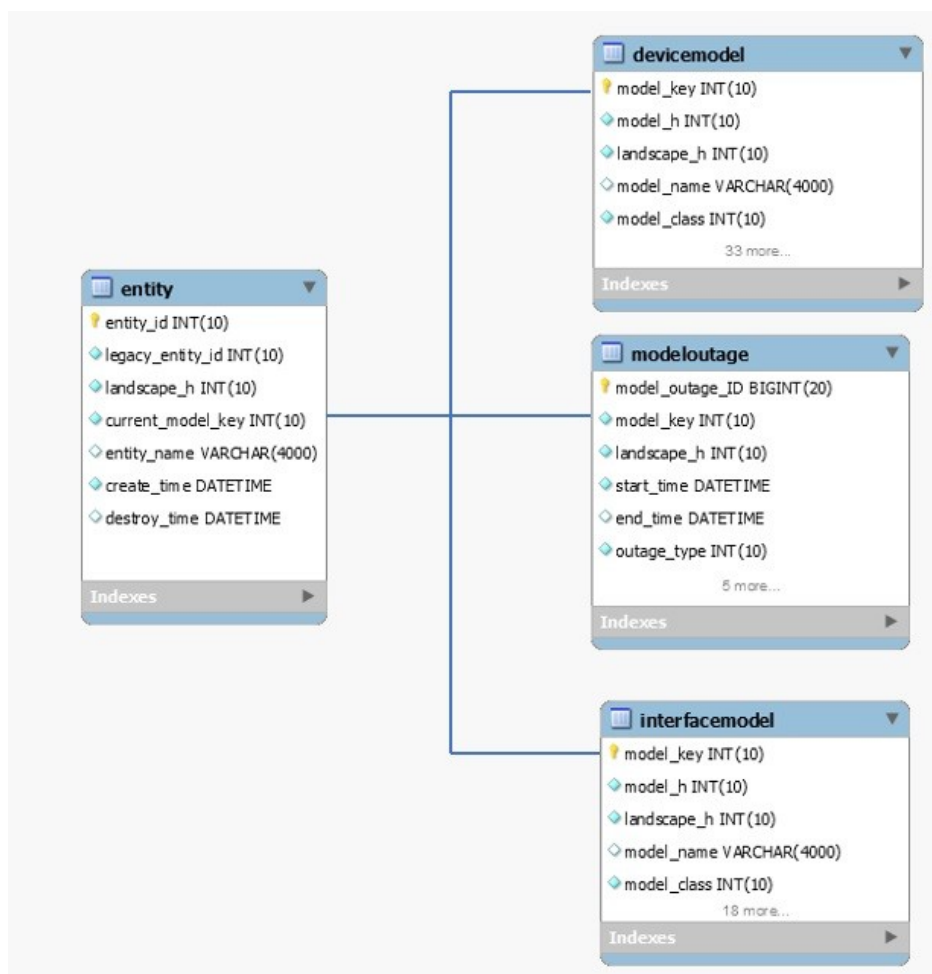 devicemodel
model_key INT(10)
model_h INT(10)
landscape_h INT(10)
model_name VARCHAR(4000)
model_class INT(10)
33 more...
Indexes
entity
entity_id INT(10)
legacy_entity_id INT(10)
landscape_h INT(10)
current_model_key INT(10)
entity_name VARCHAR(4000)
create_time DATETIME
destroy_time DATETIME
Indexes
modeloutage
model_outage_ID BIGINT(20)
model_key INT(10)
landscape_h INT(10)
start_time DATETIME
end_time DATETIME
outage_type INT(10)
5 more...
Indexes
interfacemodel
model_key INT(10)
model_h INT(10)
landscape_h INT(10)
model_name VARCHAR(4000)
model_class INT(10)
18 more...
Indexes